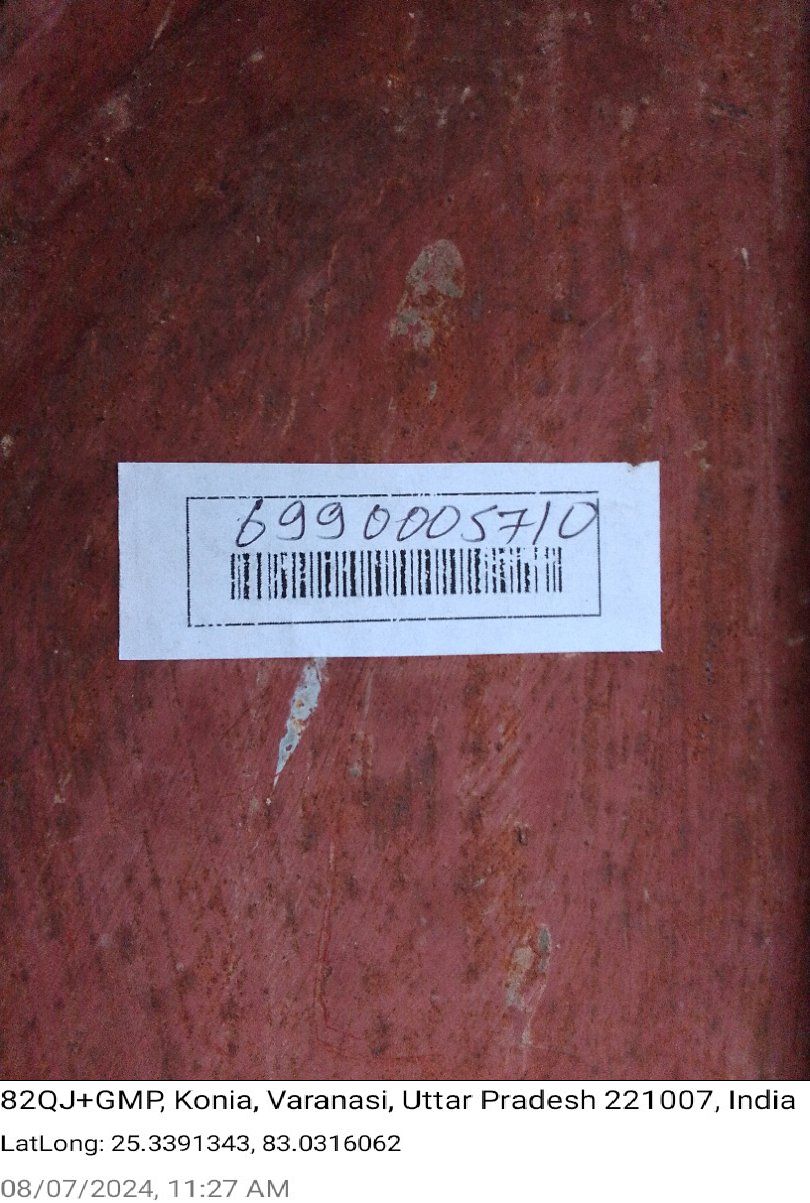 6990005710
82QJ+GMP, Konia, Varanasi, Uttar Pradesh 221007, India
LatLong: 25.3391343, 83.0316062
08/07/2024, 11:27 AM